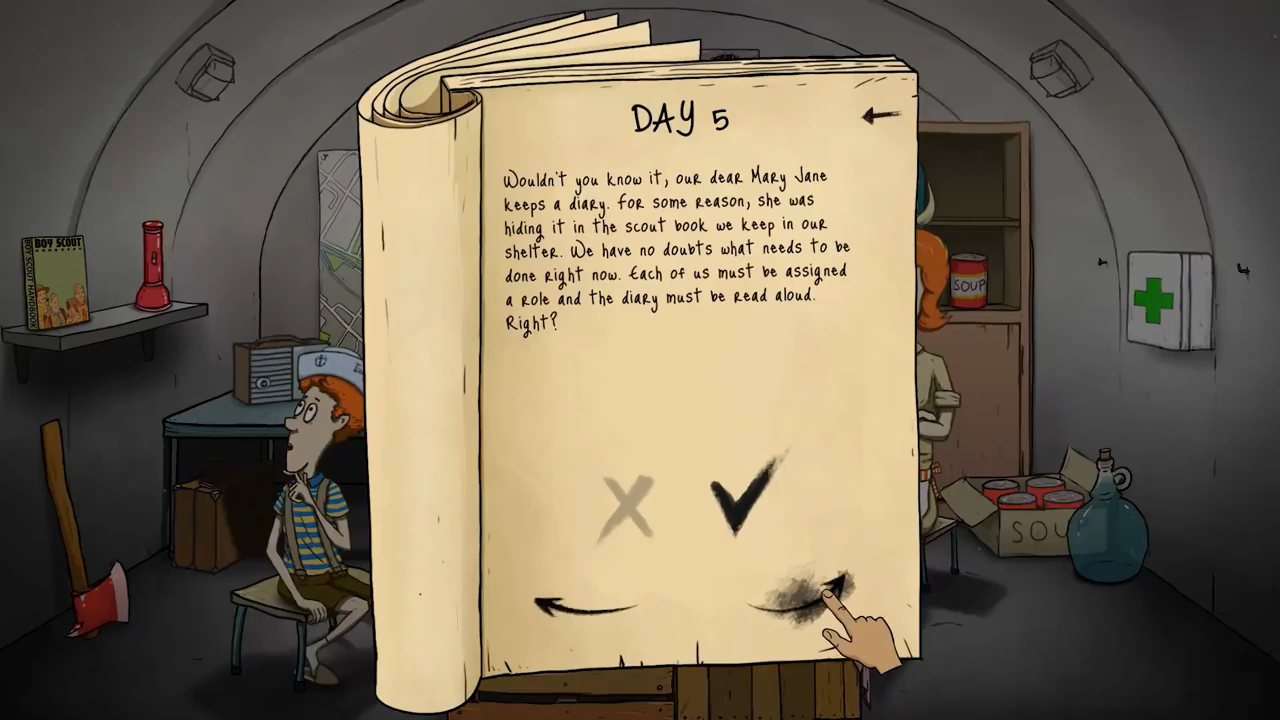 DAY 5
Wouldn't you know it, our dear Mary Jane
keeps a diary. For some reason, she was
hiding it in the scout book we keep in our
shelter. We have no doubts what needs to be
done right now. Each of us must be assigned
a role and the diary must be read aloud.
Right?
BOY SCOUT
BOY SCOUT HANDBOOK
SOUP
SOU